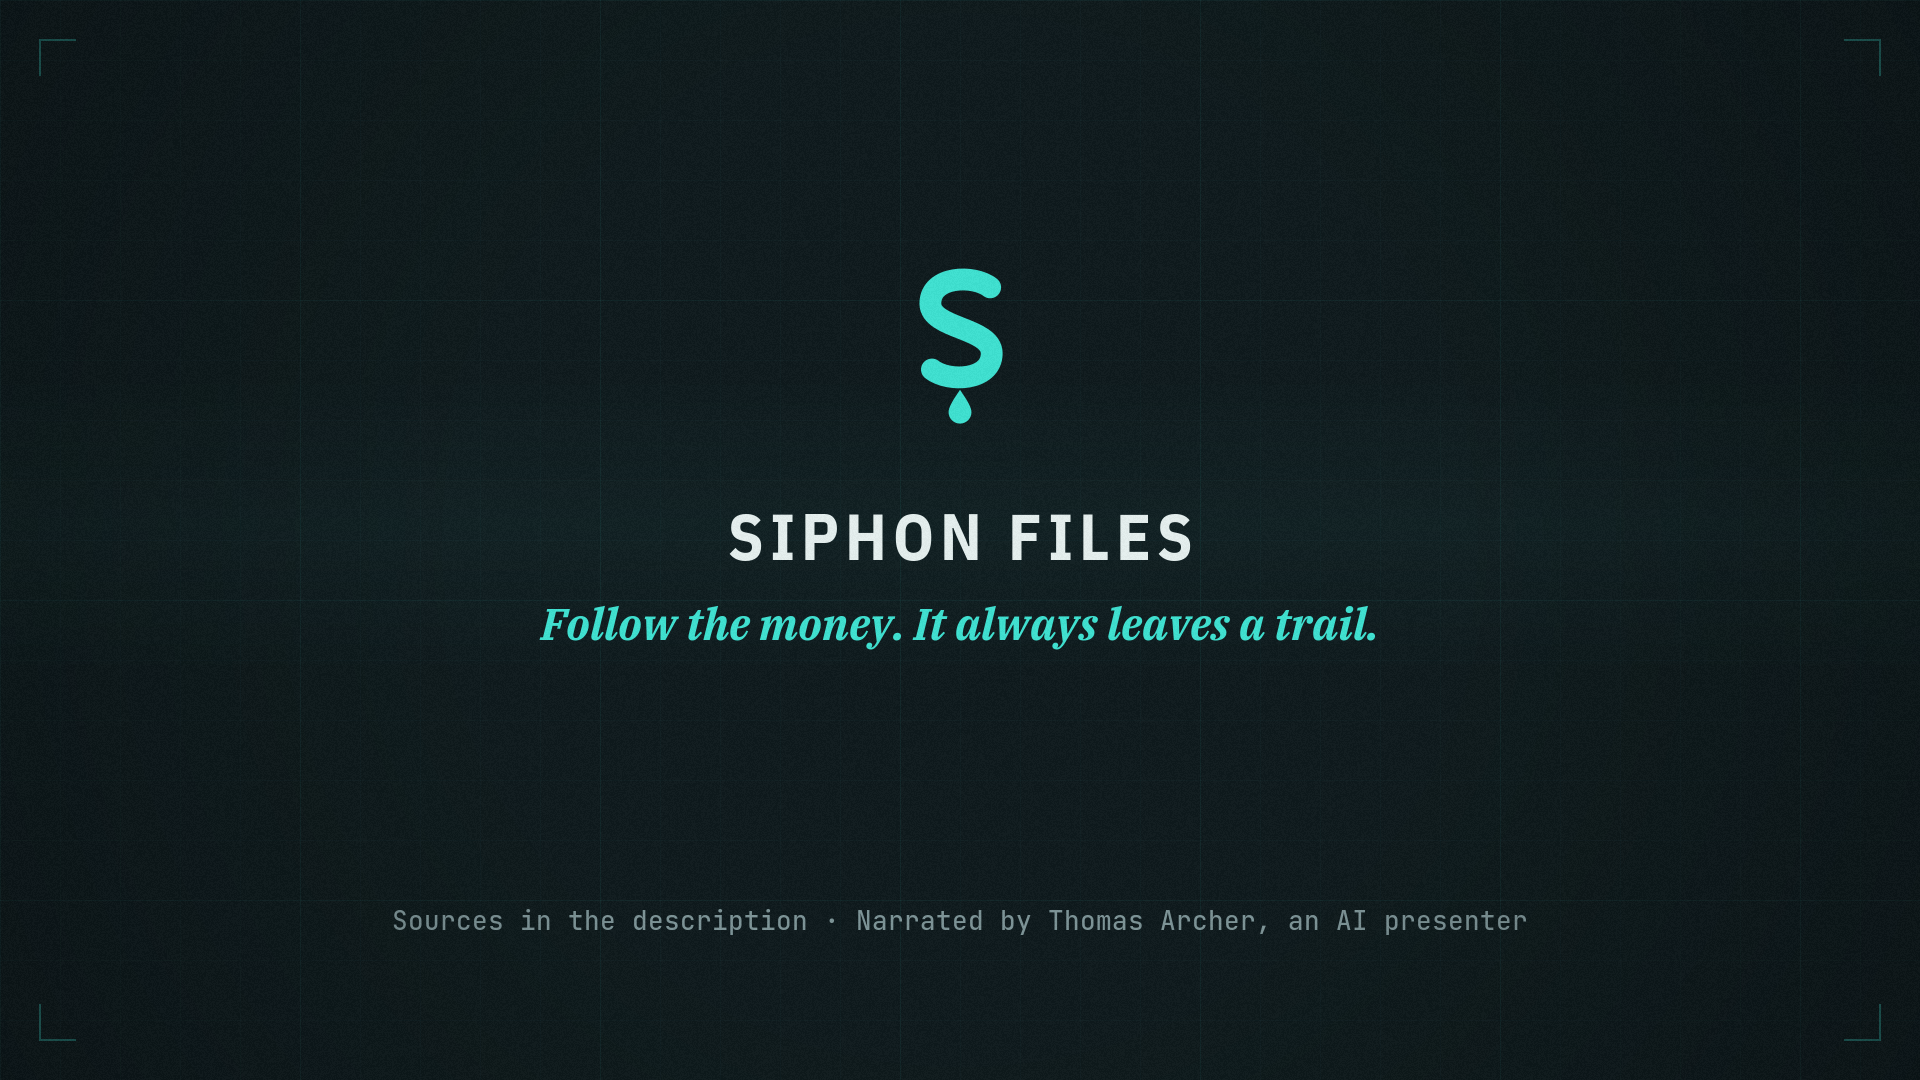 S
SIPHON FILES
Follow the money. It always leaves a trail.
Sources in the description · Narrated by Thomas Archer, an AI presenter